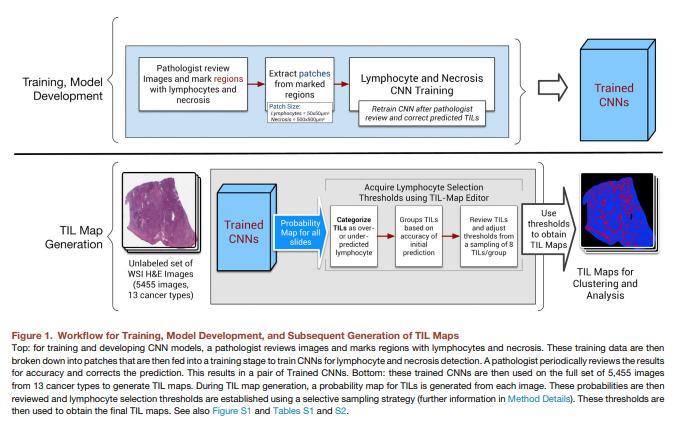 Training, Model
Development
Pathologist review
Images and mark regions
with lymphocytes and
necrosis
Extract patches
from marked
regions
Patch Size:
Lymphocytes = 50x50μm²
Necrosis = 500x500μm²
Lymphocyte and Necrosis
CNN Training
Retrain CNN after pathologist
review and correct predicted TILs
Trained
CNNs
TIL Map
Generation
Unlabeled set of
WSI H&E Images
(5455 images,
13 cancer types)
Trained
CNNs
Probability
Map for all
slides
Acquire Lymphocyte Selection
Thresholds using TIL-Map Editor
Categorize
TILs as over-
or under-
predicted
lymphocyte
Groups TILs
based on
accuracy of
initial
prediction
Review TILs
and adjust
thresholds from
a sampling of 8
TILs/group
Use
thresholds
to obtain
TIL Maps
TIL Maps for
Clustering and
Analysis
Figure 1. Workflow for Training, Model Development, and Subsequent Generation of TIL Maps
Top: for training and developing CNN models, a pathologist reviews images and marks regions with lymphocytes and necrosis. These training data are then
broken down into patches that are then fed into a training stage to train CNNs for lymphocyte and necrosis detection. A pathologist periodically reviews the results
for accuracy and corrects the prediction. This results in a pair of Trained CNNs. Bottom: these trained CNNs are then used on the full set of 5,455 images
from 13 cancer types to generate TIL maps. During TIL map generation, a probability map for TILs is generated from each image. These probabilities are then
reviewed and lymphocyte selection thresholds are established using a selective sampling strategy (further information in Method Details). These thresholds are
then used to obtain the final TIL maps. See also Figure S1 and Tables S1 and S2.